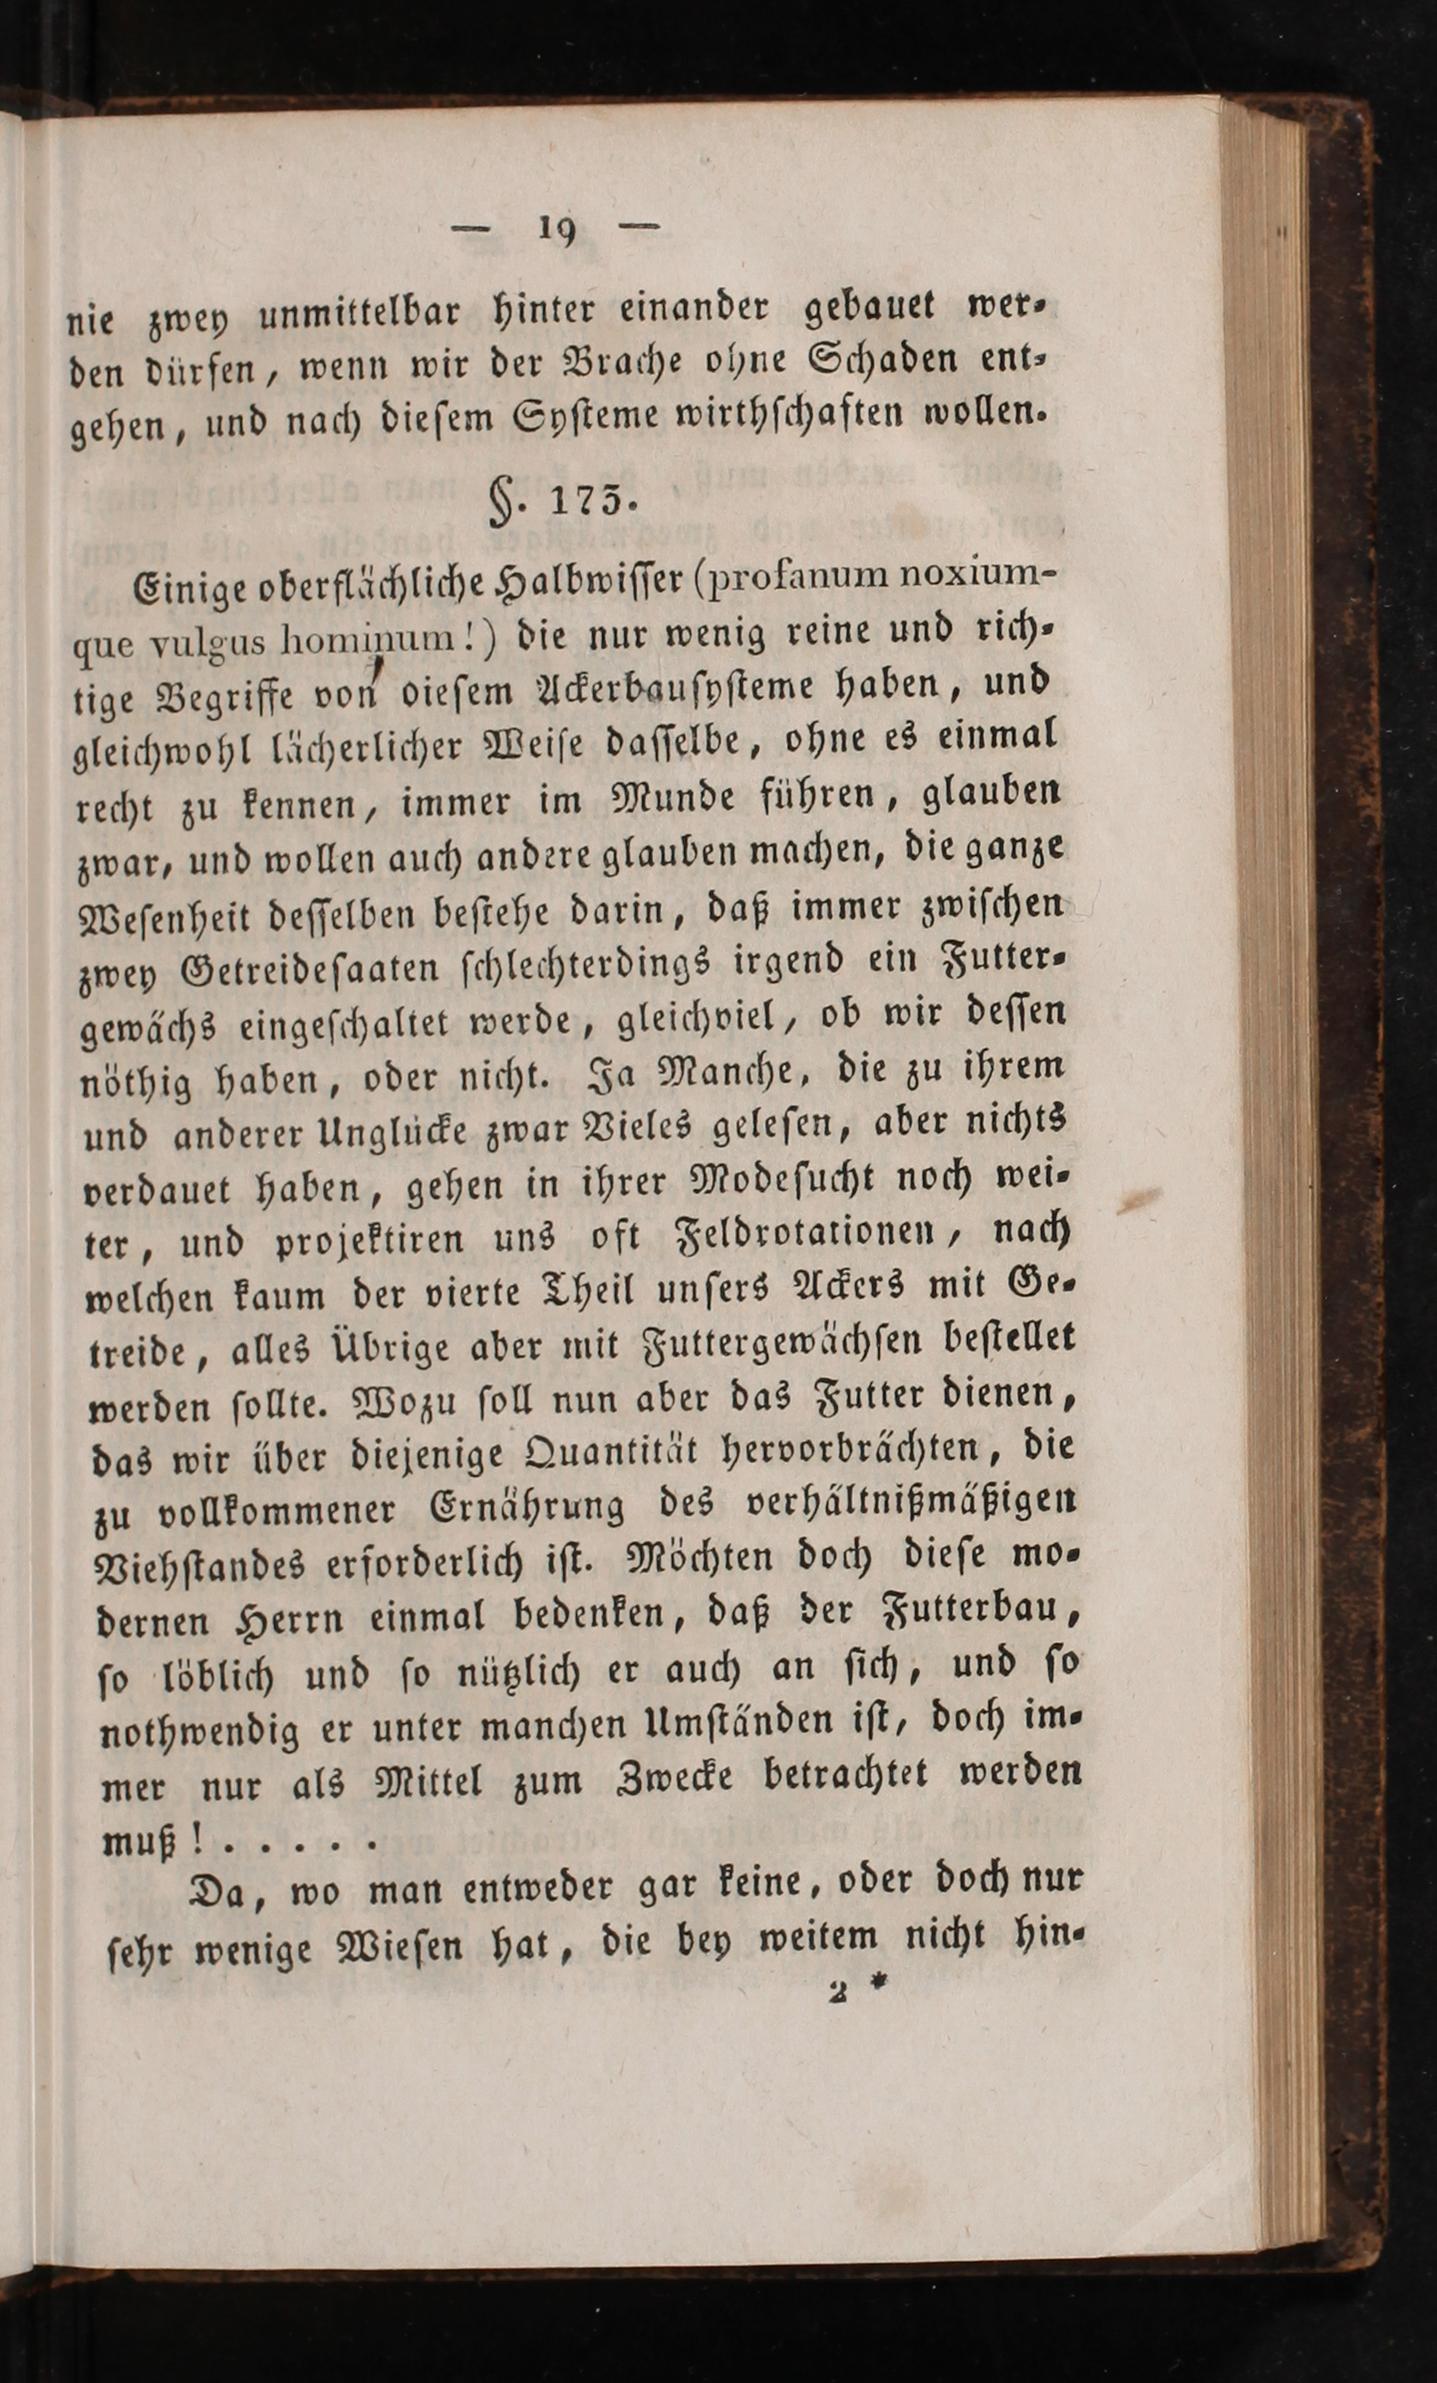 — 19 —
nie zwey unmittelbar hinter einander gebauet wer-
den dürfen, wenn wir der Brache ohne Schaden ent-
gehen, und nach dieſem Syſteme wirthſchaften wollen.
§. 173.
Einige oberflächliche Halbwiſſer (profanum noxium-
que vulgus hominum!) die nur wenig reine und rich-
tige Begriffe von dieſem Ackerbauſyſteme haben, und
gleichwohl lächerlicher Weiſe daſſelbe, ohne es einmal
recht zu kennen, immer im Munde führen, glauben
zwar, und wollen auch andere glauben machen, die ganze
Weſenheit deſſelben beſtehe darin, daß immer zwiſchen
zwey Getreideſaaten ſchlechterdings irgend ein Futter-
gewächs eingeſchaltet werde, gleichviel, ob wir deſſen
nöthig haben, oder nicht. Ja Manche, die zu ihrem
und anderer Unglücke zwar Vieles geleſen, aber nichts
verdauet haben, gehen in ihrer Modeſucht noch wei-
ter, und projektiren uns oft Feldrotationen, nach
welchen kaum der vierte Theil unſers Ackers mit Ge-
treide, alles Übrige aber mit Futtergewächſen beſtellet
werden ſollte. Wozu ſoll nun aber das Futter dienen,
das wir über diejenige Quantität hervorbrächten, die
zu vollkommener Ernährung des verhältnißmäßigen
Viehſtandes erforderlich iſt. Möchten doch dieſe mo-
dernen Herrn einmal bedenken, daß der Futterbau,
ſo löblich und ſo nützlich er auch an ſich, und ſo
nothwendig er unter manchen Umſtänden iſt, doch im-
mer nur als Mittel zum Zwecke betrachtet werden
muß! . . . . .
Da, wo man entweder gar keine, oder doch nur
ſehr wenige Wieſen hat, die bey weitem nicht hin-
2 *